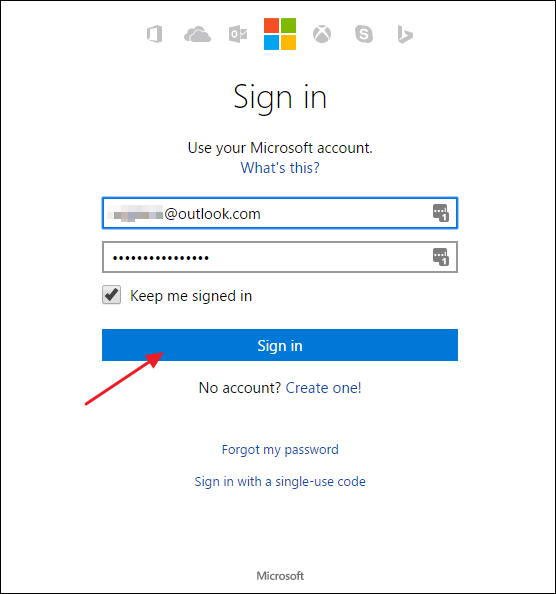 Sign in
Use your Microsoft account.
What's this?
@outlook.com
••••••••••••••••
Keep me signed in
Sign in
No account? Create one!
Forgot my password
Sign in with a single-use code
Microsoft